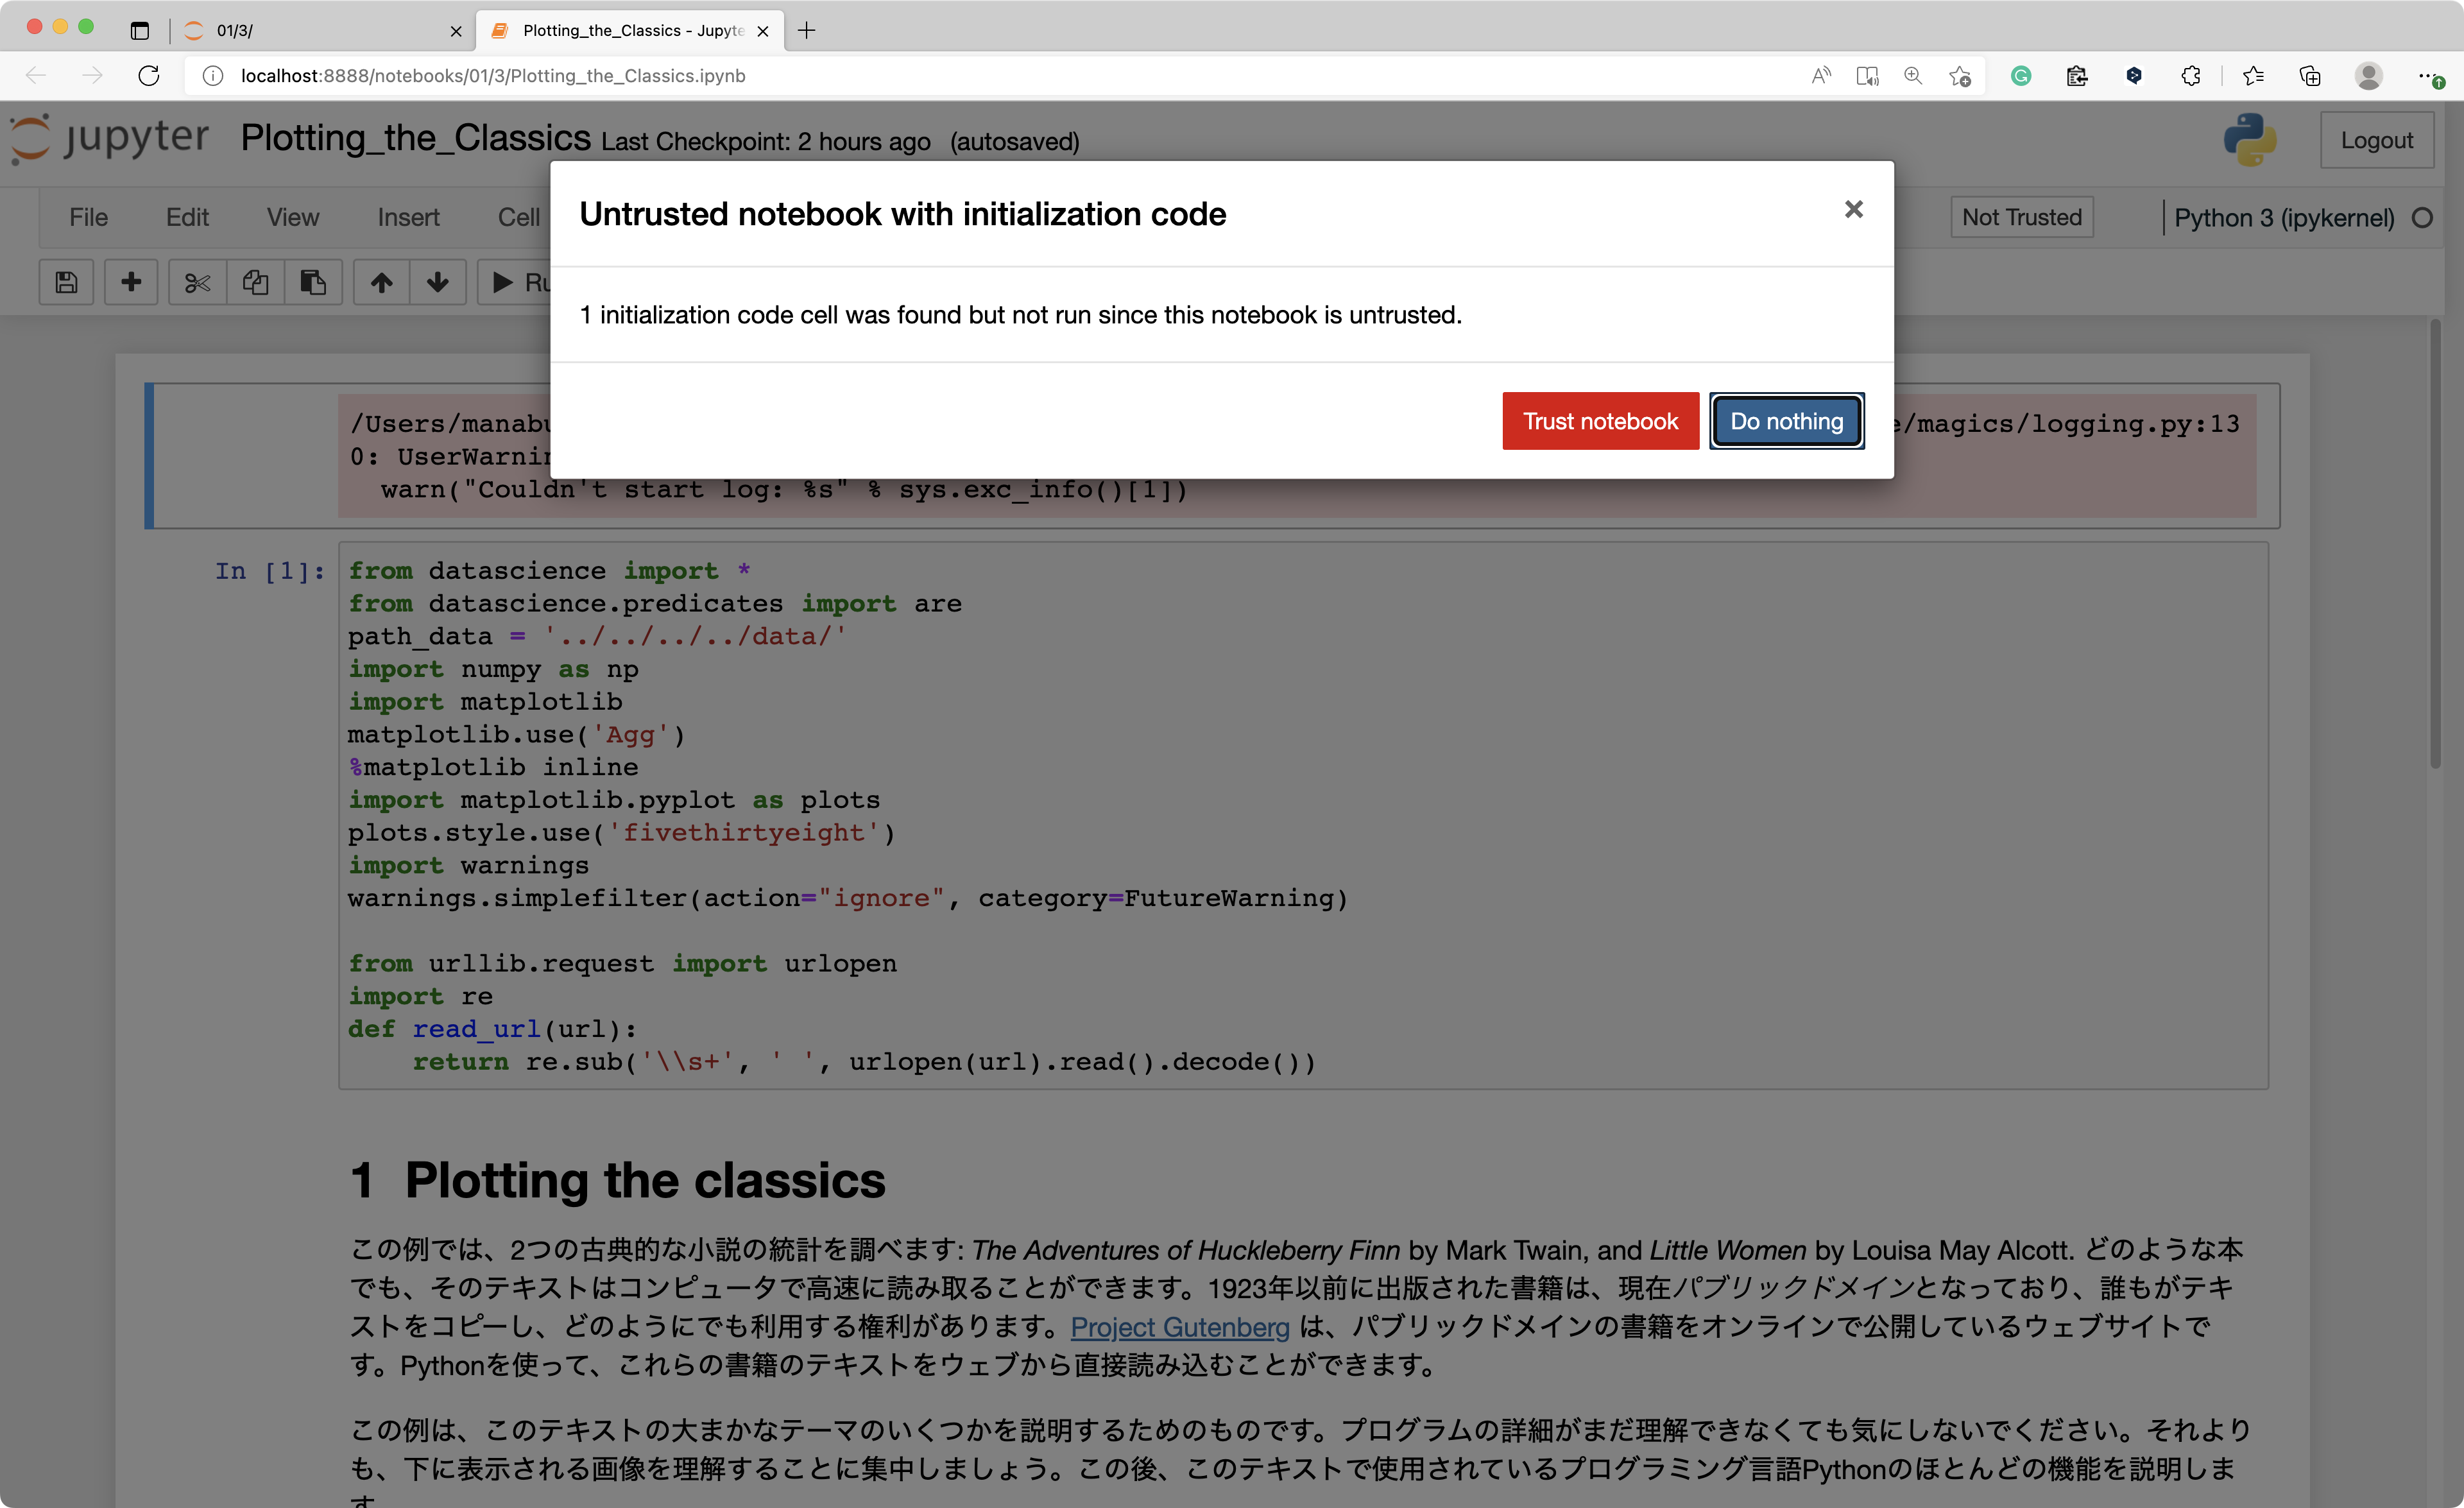 01/3/
Plotting_the_Classics - Jupyte
localhost:8888/notebooks/01/3/Plotting_the_Classics.ipynb
jupyter Plotting_the_Classics Last Checkpoint: 2 hours ago (autosaved)
Logout
Untrusted notebook with initialization code
File Edit View Insert Cell
Not Trusted
Python 3 (ipykernel)
1 initialization code cell was found but not run since this notebook is untrusted.
Trust notebook Do nothing
/magics/logging.py:13
0:
warn("Couldn't start log: %s" % sys.exc_info()[1])
In [1]:
from datascience import *
from datascience.predicates import are
path_data = '../../../../data/'
import numpy as np
import matplotlib
matplotlib.use('Agg')
%matplotlib inline
import matplotlib.pyplot as plots
plots.style.use('fivethirtyeight')
import warnings
warnings.simplefilter(action="ignore", category=FutureWarning)
from urllib.request import urlopen
import re
def read_url(url):
return re.sub('\\s+', ' ', urlopen(url).read().decode())
1 Plotting the classics
この例では、2つの古典的な小説の統計を調べます: The Adventures of Huckleberry Finn by Mark Twain, and Little Women by Louisa May Alcott. どのような本
でも、そのテキストはコンピュータで高速に読み取ることができます。1923年以前に出版された書籍は、現在パブリックドメインとなっており、誰もがテキ
ストをコピーし、どのようにでも利用する権利があります。Project Gutenberg は、パブリックドメインの書籍をオンラインで公開しているウェブサイトで
す。Pythonを使って、これらの書籍のテキストをウェブから直接読み込むことができます。
この例は、このテキストの大まかなテーマのいくつかを説明するためのものです。プログラムの詳細がまだ理解できなくても気にしないでください。それより
も、下に表示される画像を理解することに集中しましょう。この後、このテキストで使用されているプログラミング言語Pythonのほとんどの機能を説明しま